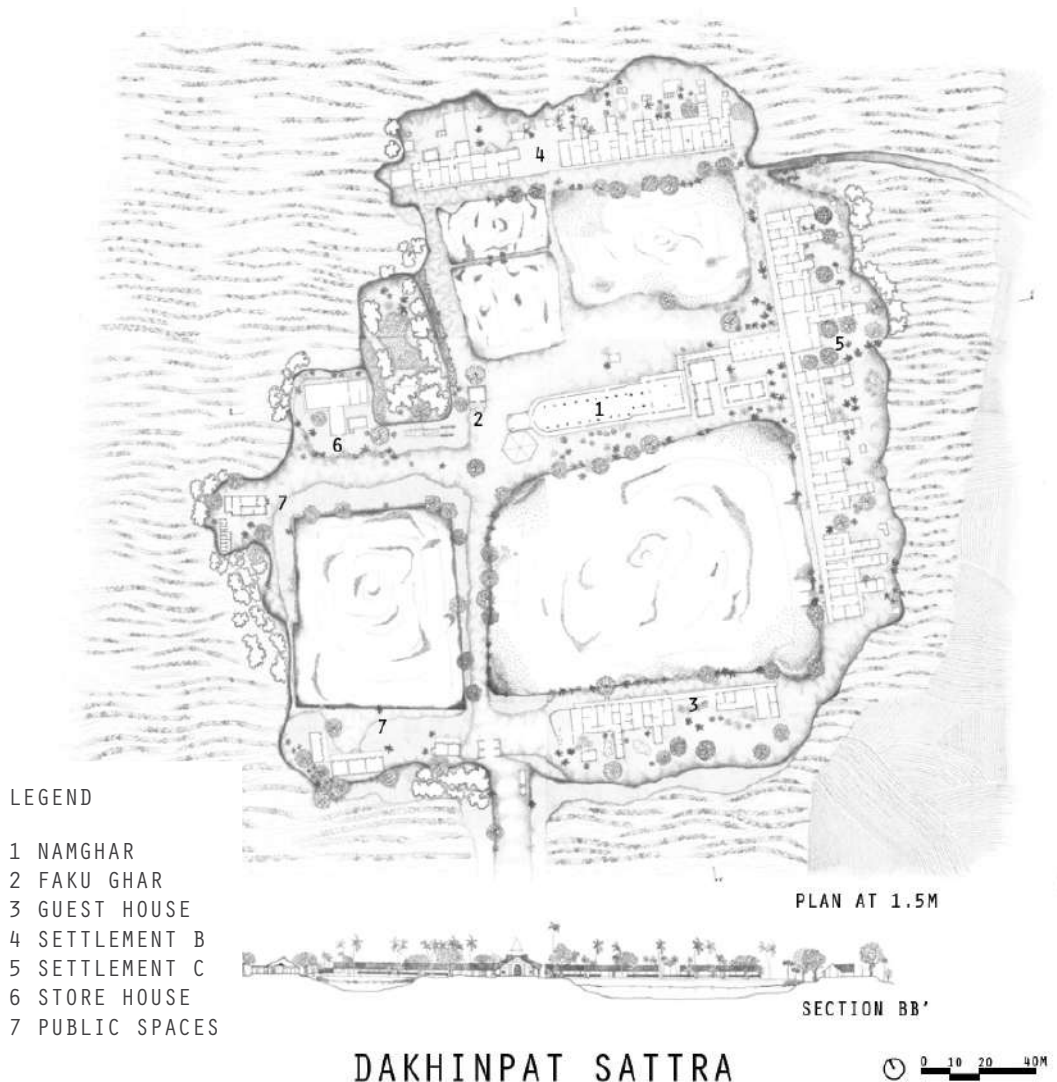 4
5
1
2
6
7
3
7
LEGEND
1 NAMGHAR
2 FAKU GHAR
3 GUEST HOUSE
4 SETTLEMENT B
5 SETTLEMENT C
6 STORE HOUSE
7 PUBLIC SPACES
PLAN AT 1.5M
SECTION BB'
DAKHINPAT SATTRA
0 10 20 40M